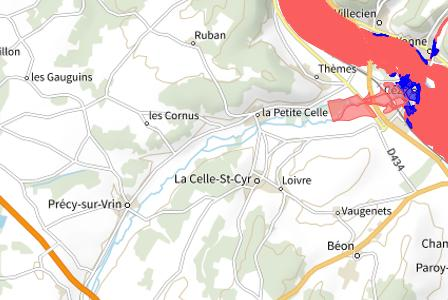 Villecien
Ruban
Thèmes
les Gauguins
les Cornus
la Petite Celle
D434
La Celle-St-Cyr
Loivre
Précy-sur-Vrin
Vaugenets
Béon
Cham
Paroy-